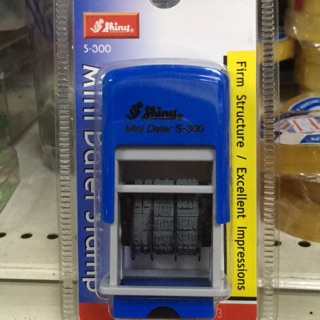 Shiny
S-300
Mini Dater Stamp
Shiny
Mini Dater S-300
Firm Structure / Excellent Impressions